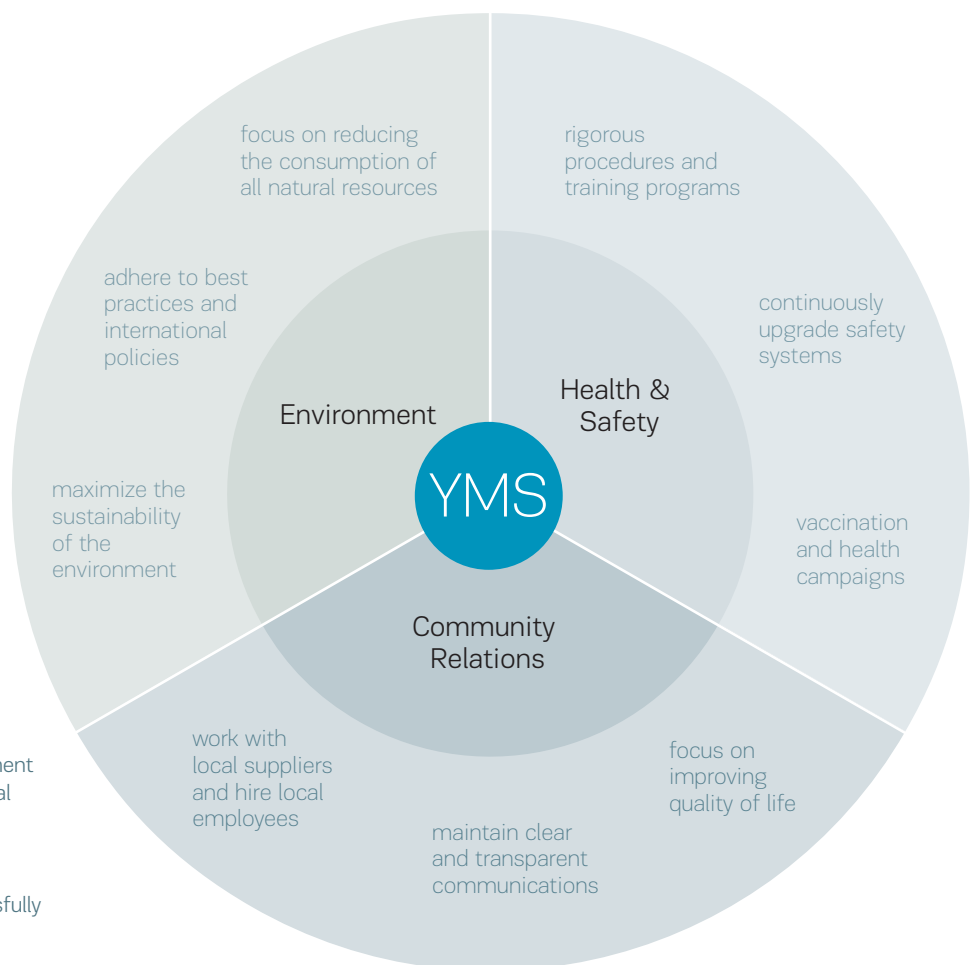 focus on reducing
the consumption of
all natural resources
rigorous
procedures and
training programs
adhere to best
practices and
international
policies
continuously
upgrade safety
systems
Environment
Health &
Safety
YMS
maximize the
sustainability
of the
environment
vaccination
and health
campaigns
Community
Relations
work with
local suppliers
and hire local
employees
focus on
improving
quality of life
maintain clear
and transparent
communications